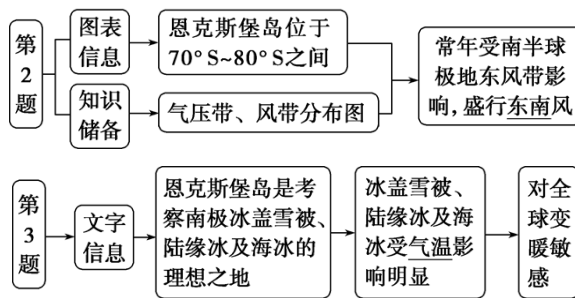 第
2
题
图表
信息
恩克斯堡岛位于
70° S~80° S之间
知识
储备
气压带、风带分布图
常年受南半球
极地东风带影
响,盛行东南风
第
3
题
文字
信息
恩克斯堡岛是考
察南极冰盖雪被、
陆缘冰及海冰的
理想之地
冰盖雪被、
陆缘冰及海
冰受气温影
响明显
对全
球变
暖敏
感